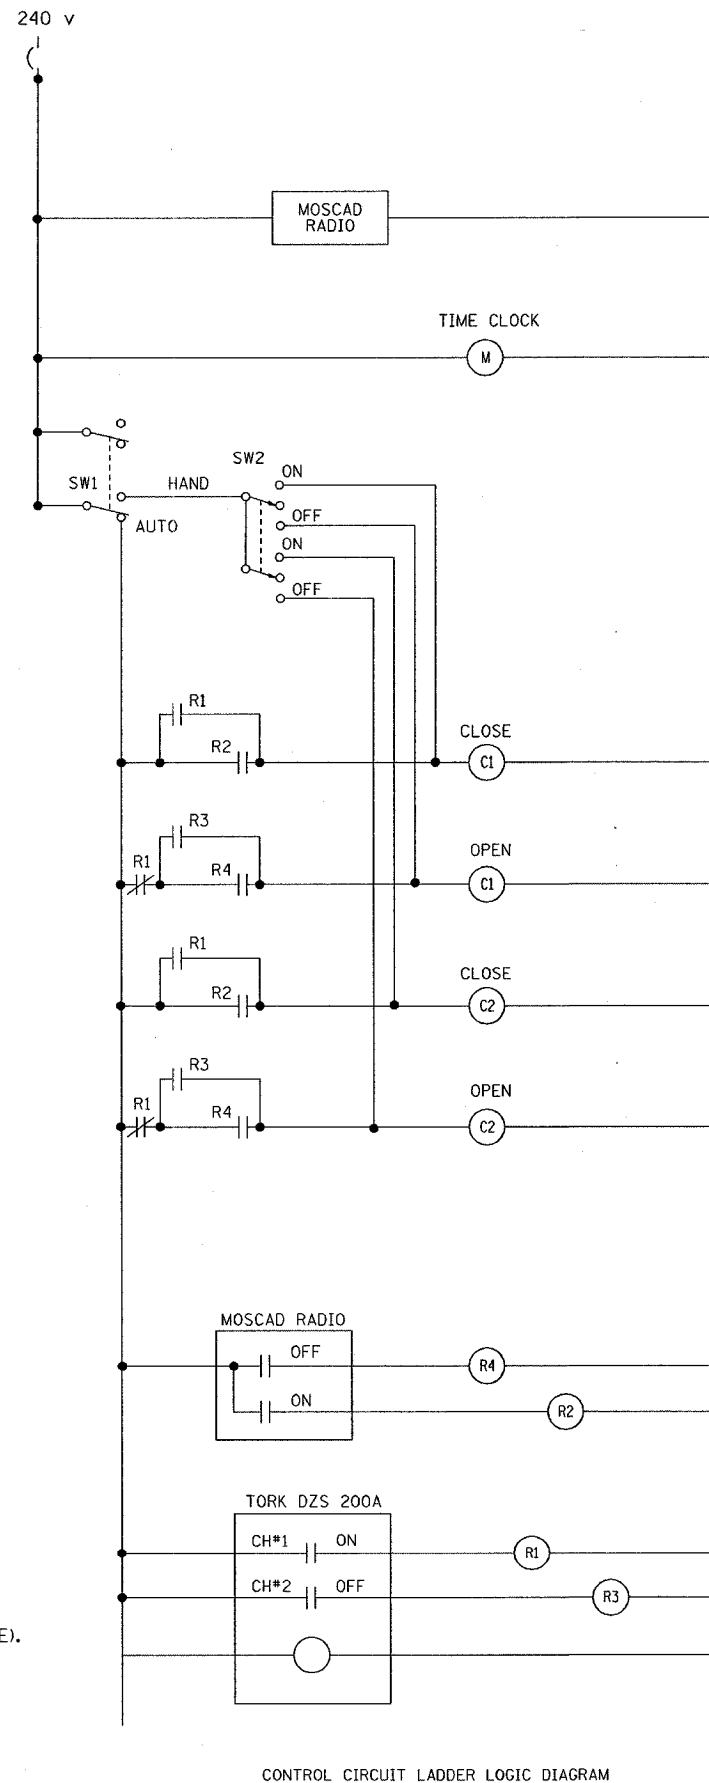 240 v
MOSCAD
RADIO
TIME CLOCK
M
SW2
ON
SW1
HAND
OFF
AUTO
ON
OFF
R1
CLOSE
R2
C1
R3
OPEN
R1
R4
C1
R1
CLOSE
R2
C2
R3
OPEN
R1
R4
C2
MOSCAD RADIO
OFF
R4
ON
R2
TORK DZS 200A
CH#1
ON
R1
CH#2
OFF
R3
E).
CONTROL CIRCUIT LADDER LOGIC DIAGRAM